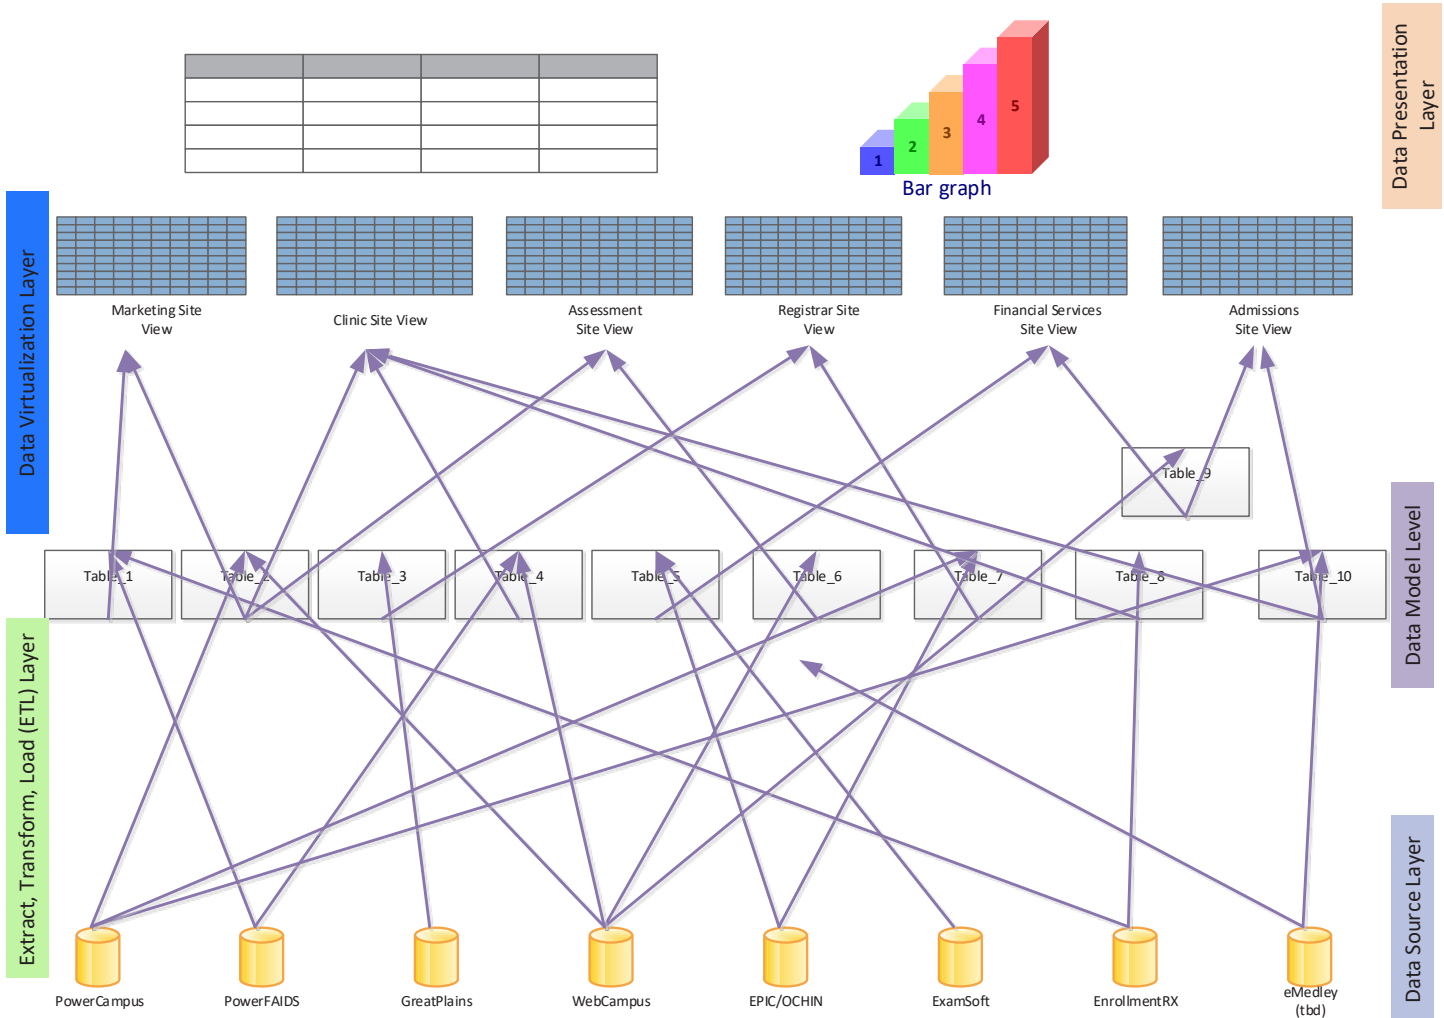 Data Presentation
Layer
1
2
3
4
5
Bar graph
Data Virtualization Layer
Marketing Site
View
Clinic Site View
Assessment
Site View
Registrar Site
View
Financial Services
Site View
Admissions
Site View
Table_9
Data Model Level
Table_1
Table_2
Table_3
Table_4
Table_5
Table_6
Table_7
Table_8
Table_10
Extract, Transform, Load (ETL) Layer
Data Source Layer
PowerCampus
PowerFAIDS
GreatPlains
WebCampus
EPIC/OCHIN
ExamSoft
EnrollmentRX
eMedley
(tbd)